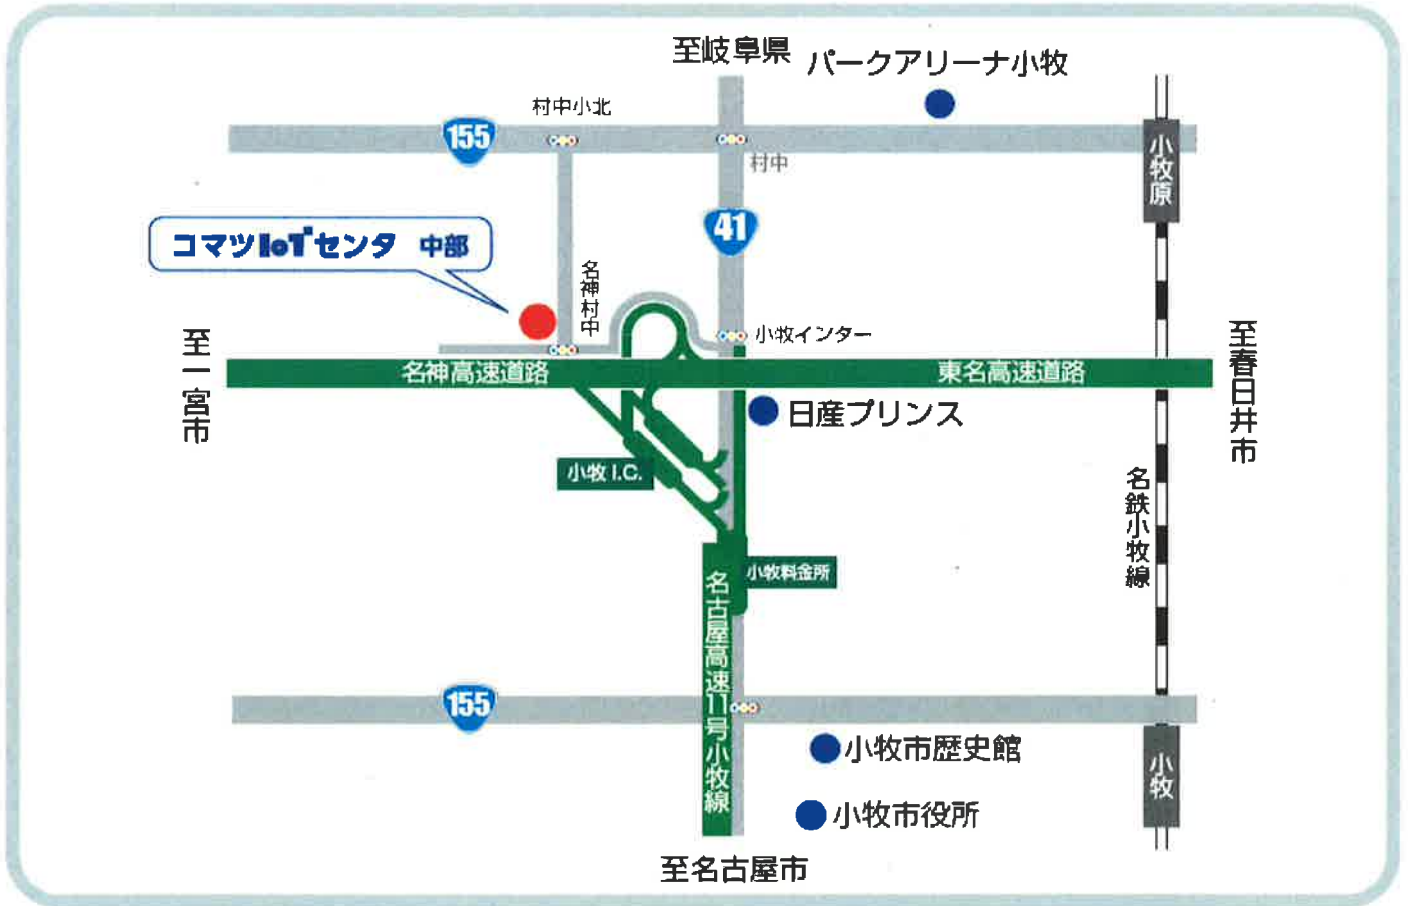 至岐阜県
パークアリーナ小牧
村中小北
155
村中
小牧原
41
コマツIoTセンタ 中部
名神村中
小牧インター
至一宮市
至春日井市
名神高速道路
東名高速道路
日産プリンス
小牧 I.C.
名鉄小牧線
小牧料金所
名古屋高速11号小牧線
155
小牧市歴史館
小牧
小牧市役所
至名古屋市